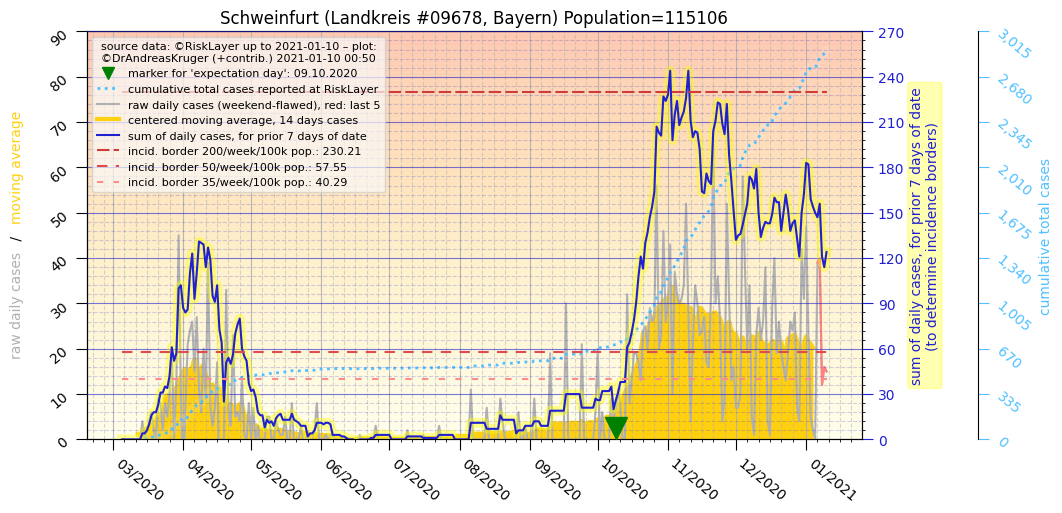 Schweinfurt (Landkreis #09678, Bayern) Population=115106
source data: ©RiskLayer up to 2021-01-10 – plot:
©DrAndreasKruger (+contrib.) 2021-01-10 00:50
marker for 'expectation day': 09.10.2020
cumulative total cases reported at RiskLayer
raw daily cases (weekend-flawed), red: last 5
centered moving average, 14 days cases
sum of daily cases, for prior 7 days of date
incid. border 200/week/100k pop.: 230.21
incid. border 50/week/100k pop.: 57.55
incid. border 35/week/100k pop.: 40.29
raw daily cases / moving average
90
80
70
60
50
40
30
20
10
0
03/2020
04/2020
05/2020
06/2020
07/2020
08/2020
09/2020
10/2020
11/2020
12/2020
01/2021
270
240
210
180
150
120
90
60
30
0
sum of daily cases, for prior 7 days of date
(to determine incidence borders)
3,015
2,680
2,345
2,010
1,675
1,340
1,005
670
335
0
cumulative total cases